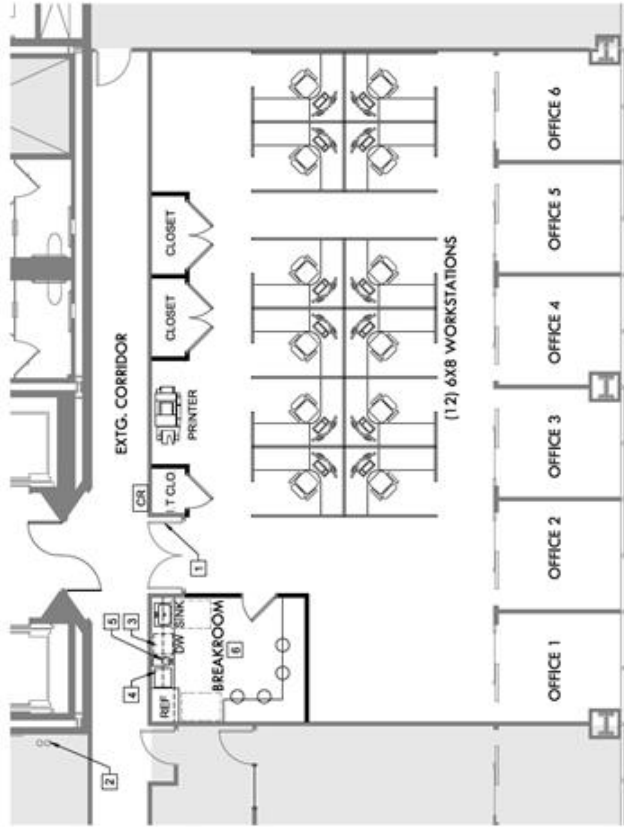 EXTG. CORRIDOR
2
4
5
3
1
CR
REF
DW
SINK
BREAKROOM
6
I.T CLO
PRINTER
CLOSET
CLOSET
(12) 6X8 WORKSTATIONS
OFFICE 1
OFFICE 2
OFFICE 3
OFFICE 4
OFFICE 5
OFFICE 6